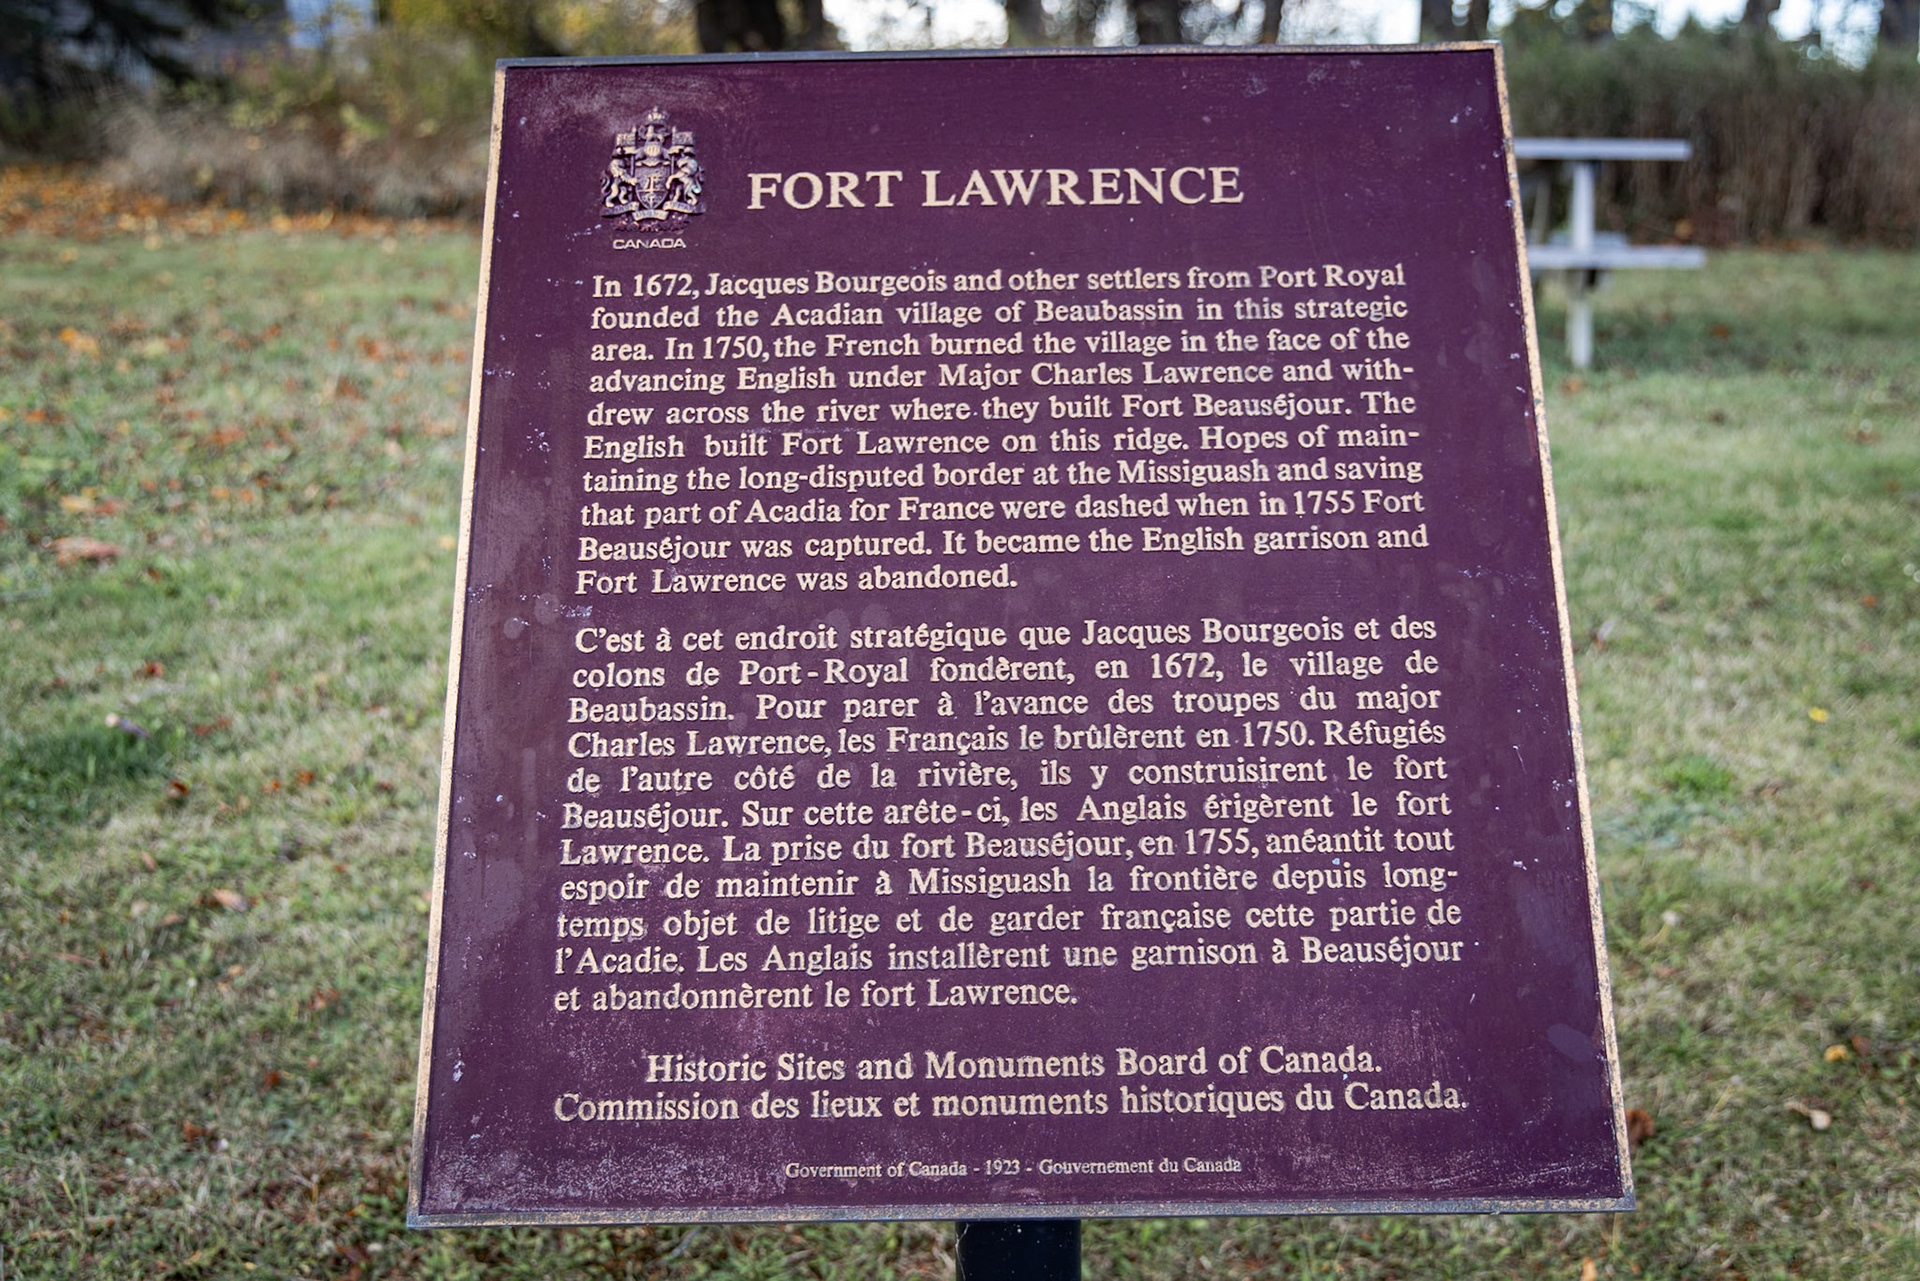 CANADA
FORT LAWRENCE
In 1672, Jacques Bourgeois and other settlers from Port Royal
founded the Acadian village of Beaubassin in this strategic
area. In 1750, the French burned the village in the face of the
advancing English under Major Charles Lawrence and with-
drew across the river where they built Fort Beauséjour. The
English built Fort Lawrence on this ridge. Hopes of main-
taining the long-disputed border at the Missiguash and saving
that part of Acadia for France were dashed when in 1755 Fort
Beauséjour was captured. It became the English garrison and
Fort Lawrence was abandoned.
C'est à cet endroit stratégique que Jacques Bourgeois et des
colons de Port-Royal fondèrent, en 1672, le village de
Beaubassin. Pour parer à l'avance des troupes du major
Charles Lawrence, les Français le brûlèrent en 1750. Réfugiés
de l'autre côté de la rivière, ils y construisirent le fort
Beauséjour. Sur cette arête-ci, les Anglais érigèrent le fort
Lawrence. La prise du fort Beauséjour, en 1755, anéantit tout
espoir de maintenir à Missiguash la frontière depuis long-
temps objet de litige et de garder française cette partie de
l'Acadie. Les Anglais installèrent une garnison à Beauséjour
et abandonnèrent le fort Lawrence.
Historic Sites and Monuments Board of Canada.
Commission des lieux et monuments historiques du Canada.
Government of Canada - 1923 - Gouvernement du Canada